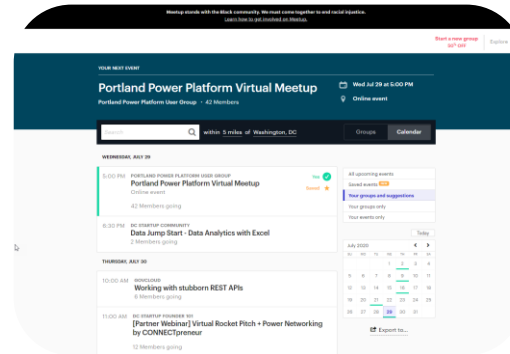 Meetup stands with the Black community. We must come together to end racial injustice.
Learn how to get involved on Meetup.
Start a new group
Explore
YOUR NEXT EVENT
Portland Power Platform Virtual Meetup
Portland Power Platform User Group · 42 Members
Wed Jul 29 at 5:00 PM
Online event
Search
within 5 miles of Washington, DC
Groups
Calendar
WEDNESDAY, JULY 29
5:00 PM
PORTLAND POWER PLATFORM USER GROUP
Portland Power Platform Virtual Meetup
Online event
42 Members going
Yes
Saved
6:30 PM
DC STARTUP COMMUNITY
Data Jump Start - Data Analytics with Excel
2 Members going
THURSDAY, JULY 30
10:00 AM
GOUCLOUD
Working with stubborn REST APIs
6 Members going
11:00 AM
DC STARTUP FOUNDER 101
[Partner Webinar] Virtual Rocket Pitch + Power Networking
by CONNECTpreneur
12 Members going
All upcoming events
Saved events
Your groups and suggestions
Your groups only
Your events only
Today
July 2020
1 2 3 4
5 6 7 8 9 10 11
12 13 14 15 16 17 18
19 20 21 22 23 24 25
26 27 28 29 30 31
Export to...